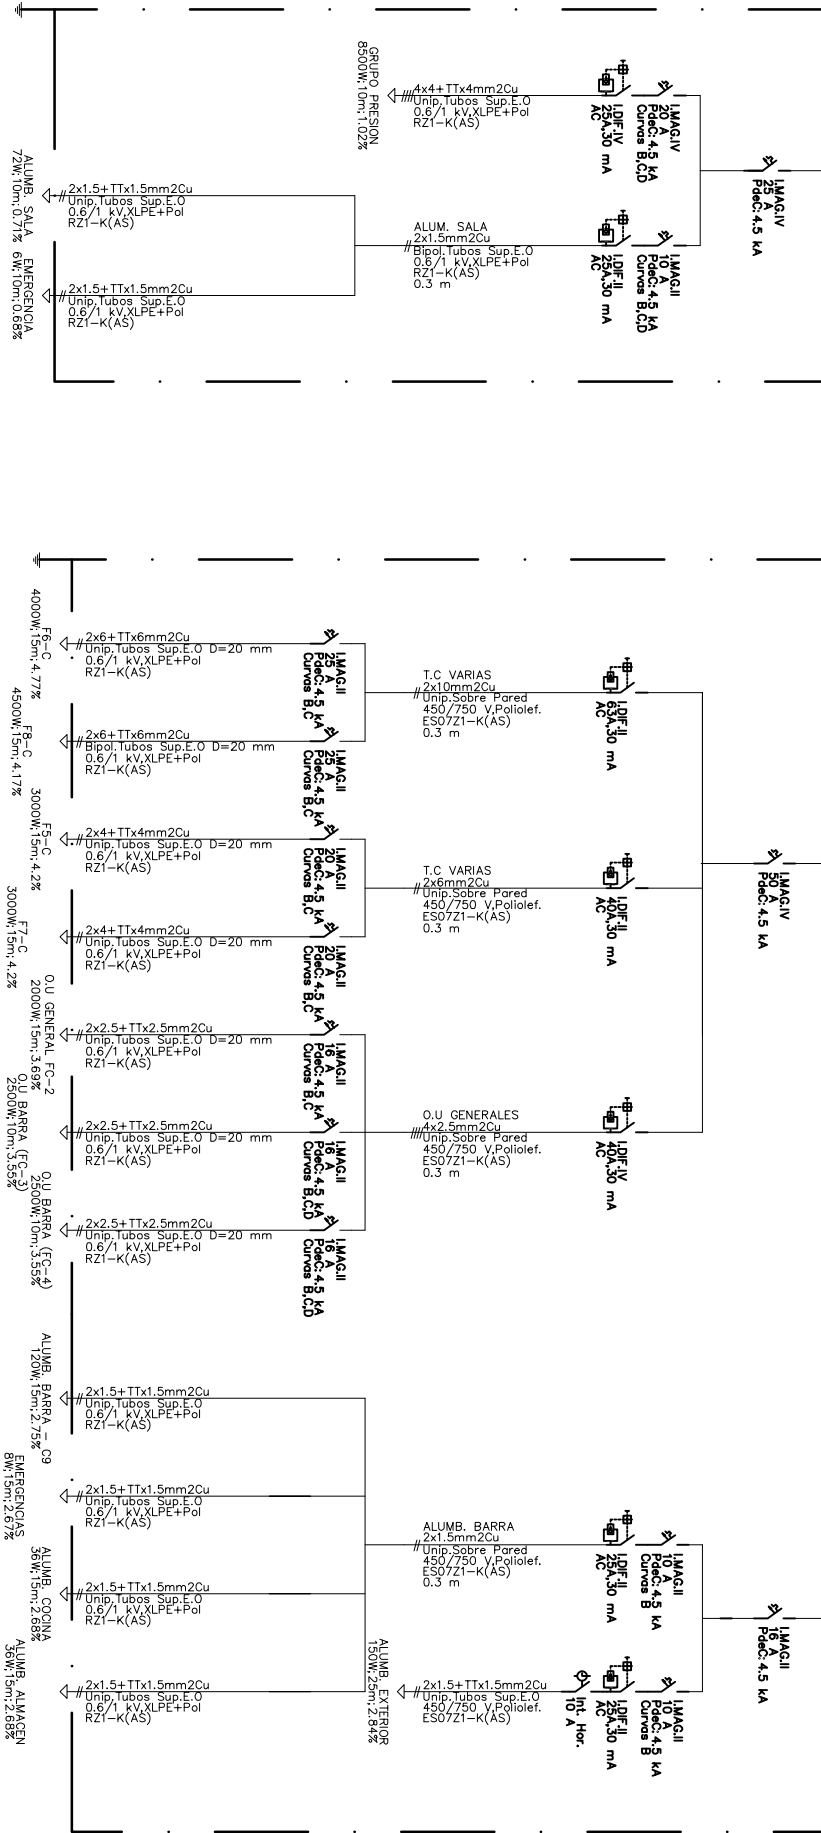 I.MAG.IV
25 A
PdeC: 4.5 kA
I.MAG.IV
20 A
PdeC: 4.5 kA
Curvas B,C,D
I.DIF.IV
25A,30 mA
AC
4x4+TTx4mm2Cu
Unip.Tubos Sup.E.O
0.6/1 kV,XLPE+Pol
RZ1-K(AS)
GRUPO PRESION
8500W;10m;1.02%
I.MAG.II
10 A
PdeC: 4.5 kA
Curvas B,C,D
I.DIF.II
25A,30 mA
AC
ALUM. SALA
2x1.5mm2Cu
Bipol.Tubos Sup.E.O
0.6/1 kV,XLPE+Pol
RZ1-K(AS)
0.3 m
2x1.5+TTx1.5mm2Cu
Unip.Tubos Sup.E.O
0.6/1 kV,XLPE+Pol
RZ1-K(AS)
ALUMB. SALA
72W;10m;0.71%
2x1.5+TTx1.5mm2Cu
Unip.Tubos Sup.E.O
0.6/1 kV,XLPE+Pol
RZ1-K(AS)
EMERGENCIA
6W;10m;0.68%
I.MAG.IV
50 A
PdeC: 4.5 kA
I.DIF.II
63A,30 mA
AC
T.C VARIAS
2x10mm2Cu
Unip.Sobre Pared
450/750 V,Poliolef.
ES07Z1-K(AS)
0.3 m
I.MAG.II
25 A
PdeC: 4.5 kA
Curvas B,C
2x6+TTx6mm2Cu
Unip.Tubos Sup.E.O D=20 mm
0.6/1 kV,XLPE+Pol
RZ1-K(AS)
F6-C
4000W;15m;4.77%
I.MAG.II
25 A
PdeC: 4.5 kA
Curvas B,C
2x6+TTx6mm2Cu
Bipol.Tubos Sup.E.O D=20 mm
0.6/1 kV,XLPE+Pol
RZ1-K(AS)
F8-C
4500W;15m;4.17%
I.DIF.II
40A,30 mA
AC
T.C VARIAS
2x6mm2Cu
Unip.Sobre Pared
450/750 V,Poliolef.
ES07Z1-K(AS)
0.3 m
I.MAG.II
20 A
PdeC: 4.5 kA
Curvas B,C
2x4+TTx4mm2Cu
Unip.Tubos Sup.E.O D=20 mm
0.6/1 kV,XLPE+Pol
RZ1-K(AS)
F5-C
3000W;15m;4.2%
I.MAG.II
20 A
PdeC: 4.5 kA
Curvas B,C
2x4+TTx4mm2Cu
Unip.Tubos Sup.E.O D=20 mm
0.6/1 kV,XLPE+Pol
RZ1-K(AS)
F7-C
3000W;15m;4.2%
I.DIF.IV
40A,30 mA
AC
O.U GENERALES
4x2.5mm2Cu
Unip.Sobre Pared
450/750 V,Poliolef.
ES07Z1-K(AS)
0.3 m
I.MAG.II
16 A
PdeC: 4.5 kA
Curvas B,C
2x2.5+TTx2.5mm2Cu
Unip.Tubos Sup.E.O D=20 mm
0.6/1 kV,XLPE+Pol
RZ1-K(AS)
O.U GENERAL FC-2
2000W;15m;3.69%
I.MAG.II
16 A
PdeC: 4.5 kA
Curvas B,C,D
2x2.5+TTx2.5mm2Cu
Unip.Tubos Sup.E.O D=20 mm
0.6/1 kV,XLPE+Pol
RZ1-K(AS)
O.U BARRA (FC-3)
2500W;10m;3.55%
I.MAG.II
16 A
PdeC: 4.5 kA
Curvas B,C,D
2x2.5+TTx2.5mm2Cu
Unip.Tubos Sup.E.O D=20 mm
0.6/1 kV,XLPE+Pol
RZ1-K(AS)
O.U BARRA (FC-4)
2500W;10m;3.55%
I.MAG.II
16 A
PdeC: 4.5 kA
I.MAG.II
10 A
PdeC: 4.5 kA
Curvas B
I.DIF.II
25A,30 mA
AC
ALUMB. BARRA
2x1.5mm2Cu
Unip.Sobre Pared
450/750 V,Poliolef.
ES07Z1-K(AS)
0.3 m
2x1.5+TTx1.5mm2Cu
Unip.Tubos Sup.E.O
0.6/1 kV,XLPE+Pol
RZ1-K(AS)
ALUMB. BARRA - C9
120W;15m;2.75%
2x1.5+TTx1.5mm2Cu
Unip.Tubos Sup.E.O
0.6/1 kV,XLPE+Pol
RZ1-K(AS)
EMERGENCIAS
8W;15m;2.67%
2x1.5+TTx1.5mm2Cu
Unip.Tubos Sup.E.O
0.6/1 kV,XLPE+Pol
RZ1-K(AS)
ALUMB. COCINA
36W;15m;2.68%
2x1.5+TTx1.5mm2Cu
Unip.Tubos Sup.E.O
0.6/1 kV,XLPE+Pol
RZ1-K(AS)
ALUMB. ALMACEN
36W;15m;2.68%
I.MAG.II
10 A
PdeC: 4.5 kA
Curvas B
I.DIF.II
25A,30 mA
AC
Int. Hor.
10 A
2x1.5+TTx1.5mm2Cu
Unip.Tubos Sup.E.O
450/750 V,Poliolef.
ES07Z1-K(AS)
ALUMB. EXTERIOR
150W;25m;2.84%